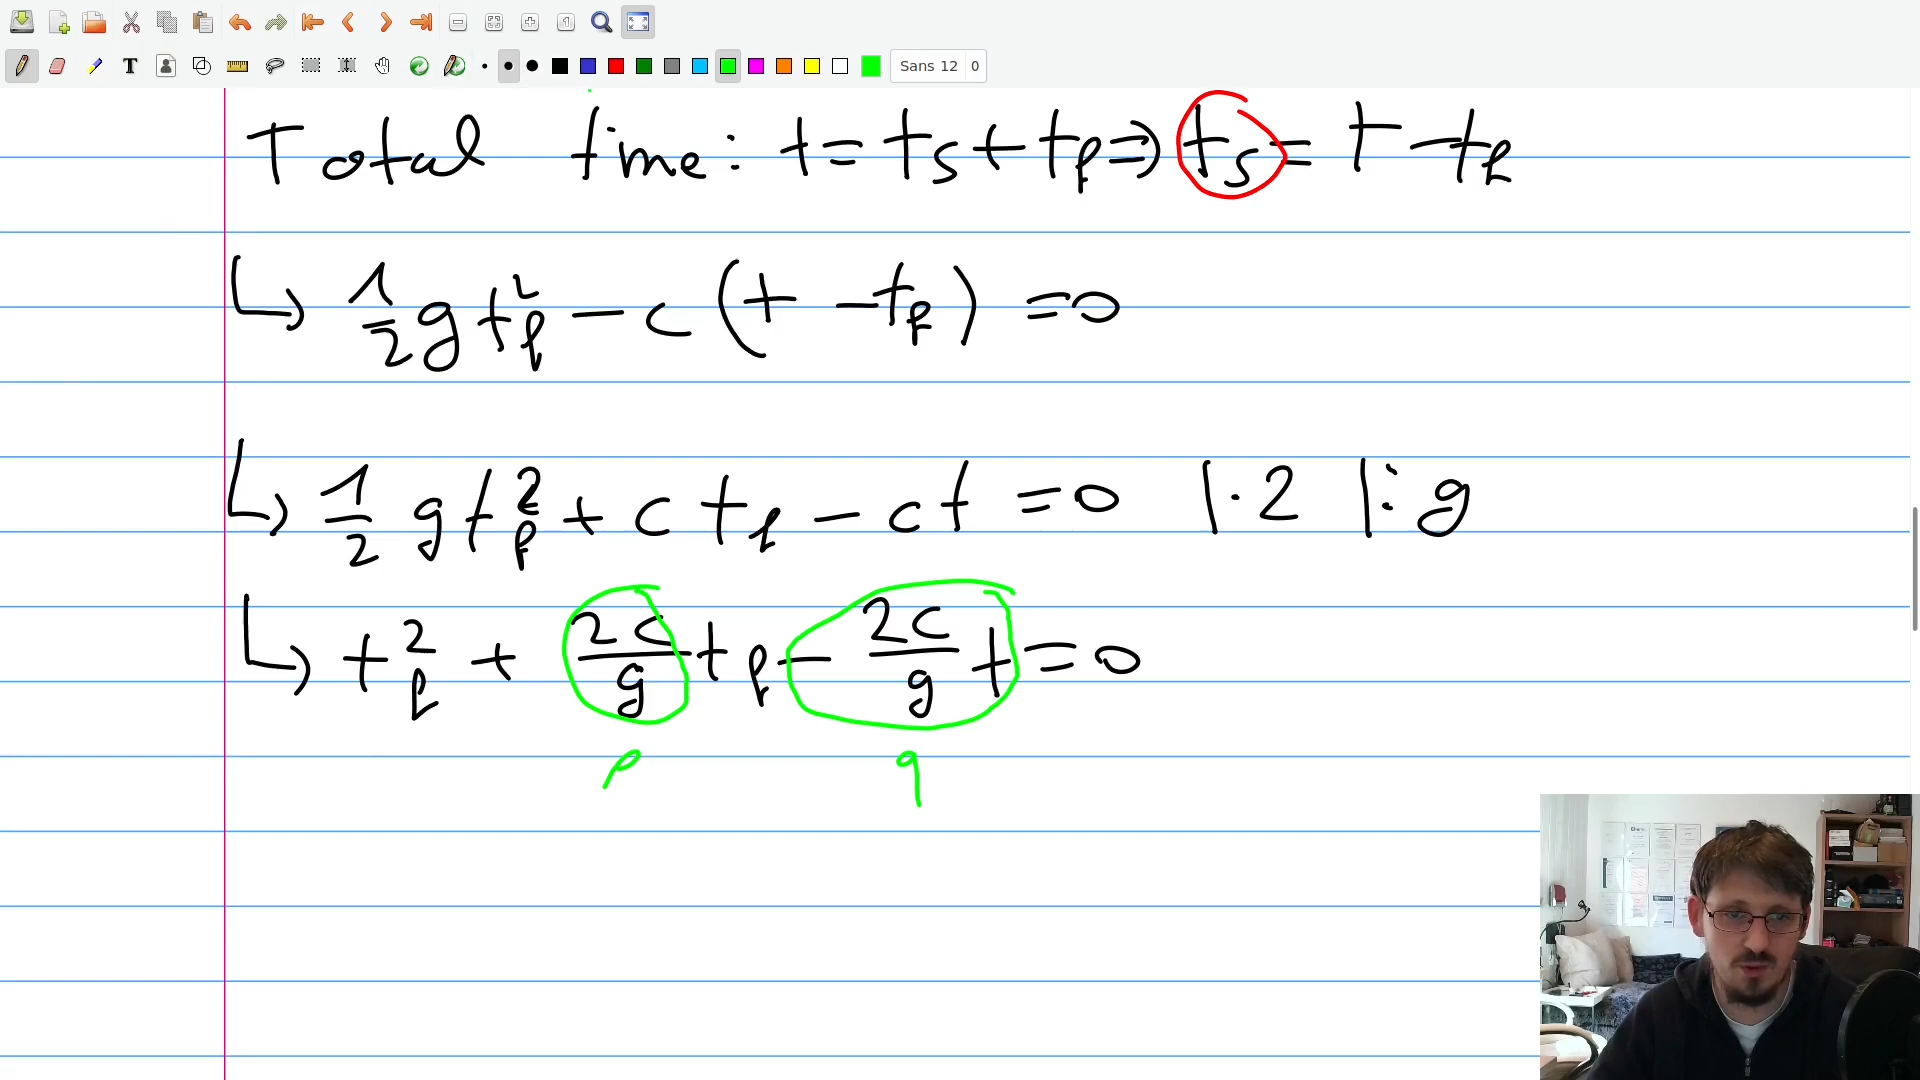 T
Sans 12 0
Total time: t = ts + tf ⇒ ts = t - tf
↳ 1/2 g tf² - c (t - tf) = 0
↳ 1/2 g tf² + c tf - ct = 0 |·2 |: g
↳ tf² + 2c/g tf - 2c/g t = 0
p q